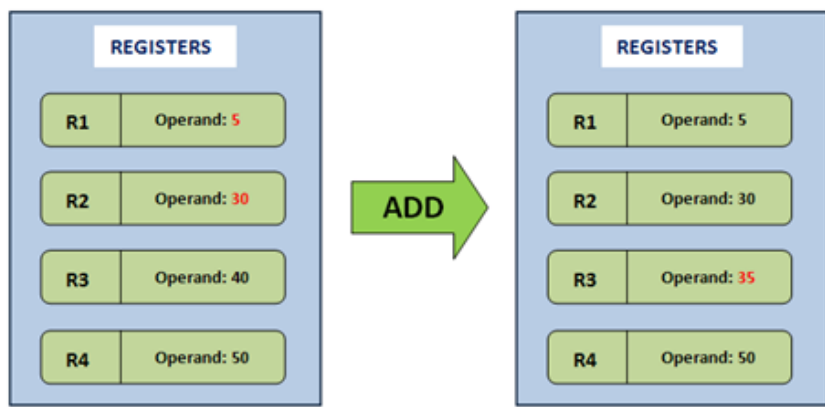 REGISTERS
R1 Operand: 5
R2 Operand: 30
R3 Operand: 40
R4 Operand: 50
ADD
REGISTERS
R1 Operand: 5
R2 Operand: 30
R3 Operand: 35
R4 Operand: 50